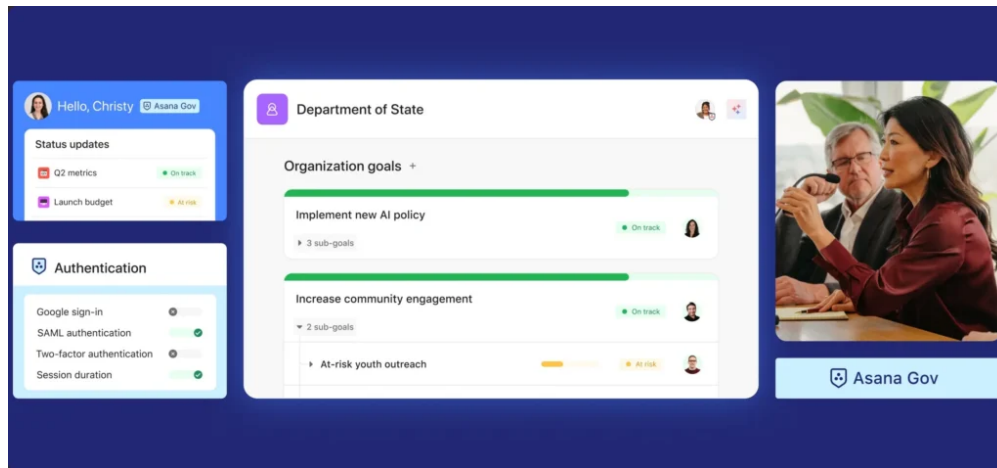 Hello, Christy Asana Gov
Status updates
Q2 metrics On track
Launch budget At risk
Authentication
Google sign-in
SAML authentication
Two-factor authentication
Session duration
Department of State
Organization goals +
Implement new AI policy
On track
3 sub-goals
Increase community engagement
On track
2 sub-goals
At-risk youth outreach At risk
Asana Gov